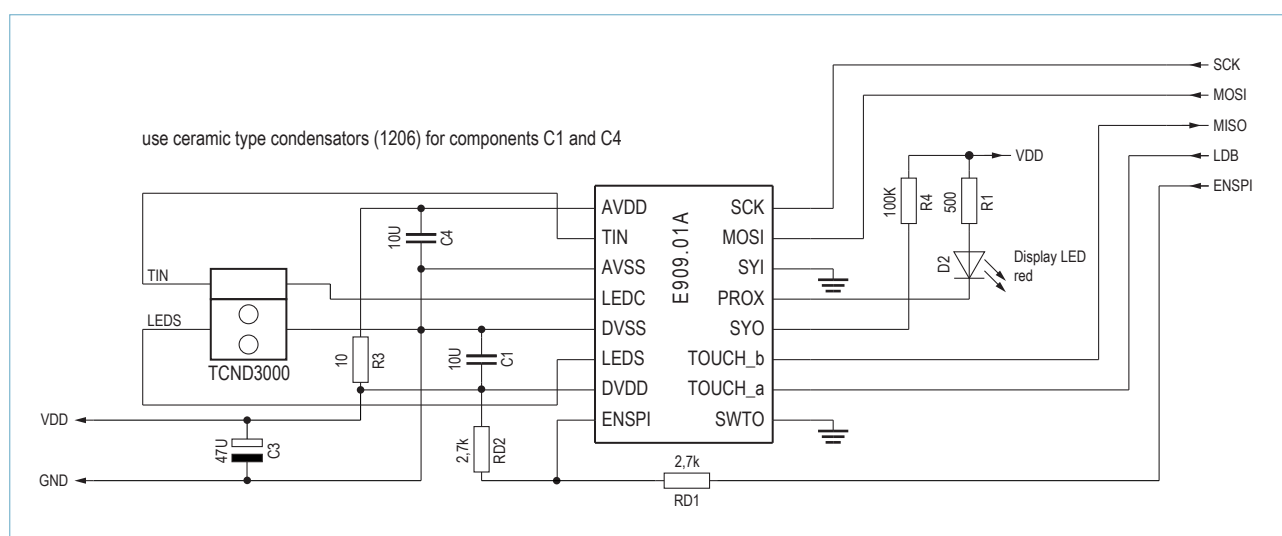 SCK
MOSI
MISO
LDB
ENSPI
use ceramic type condensators (1206) for components C1 and C4
VDD
100K
R4
500
R1
D2
Display LED
red
E909.01A
AVDD
TIN
AVSS
LEDC
DVSS
LEDS
DVDD
ENSPI
SCK
MOSI
SYI
PROX
SYO
TOUCH_b
TOUCH_a
SWTO
10U
C4
TIN
LEDS
TCND3000
10
R3
10U
C1
VDD
47U
C3
GND
2,7k
RD2
2,7k
RD1